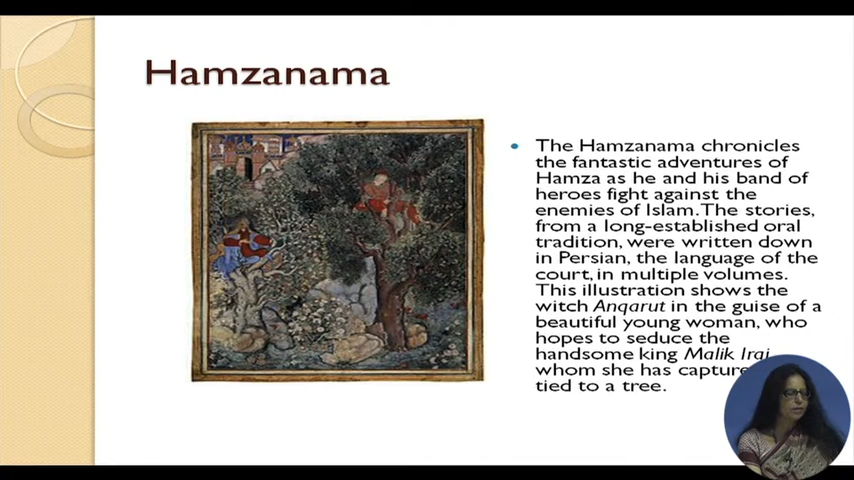 Hamzanama
• The Hamzanama chronicles
the fantastic adventures of
Hamza as he and his band of
heroes fight against the
enemies of Islam. The stories,
from a long-established oral
tradition, were written down
in Persian, the language of the
court, in multiple volumes.
This illustration shows the
witch Anqarut in the guise of a
beautiful young woman, who
hopes to seduce the
handsome king Malik Iraj
whom she has capture
tied to a tree.